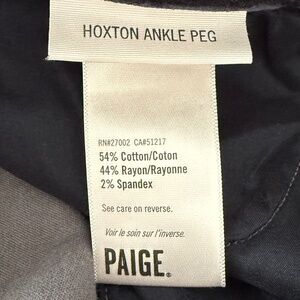 HOXTON ANKLE PEG
RN#27002 CA#51217
54% Cotton/Coton
44% Rayon/Rayonne
2% Spandex
See care on reverse.
Voir le soin sur l'inverse.
PAIGE.